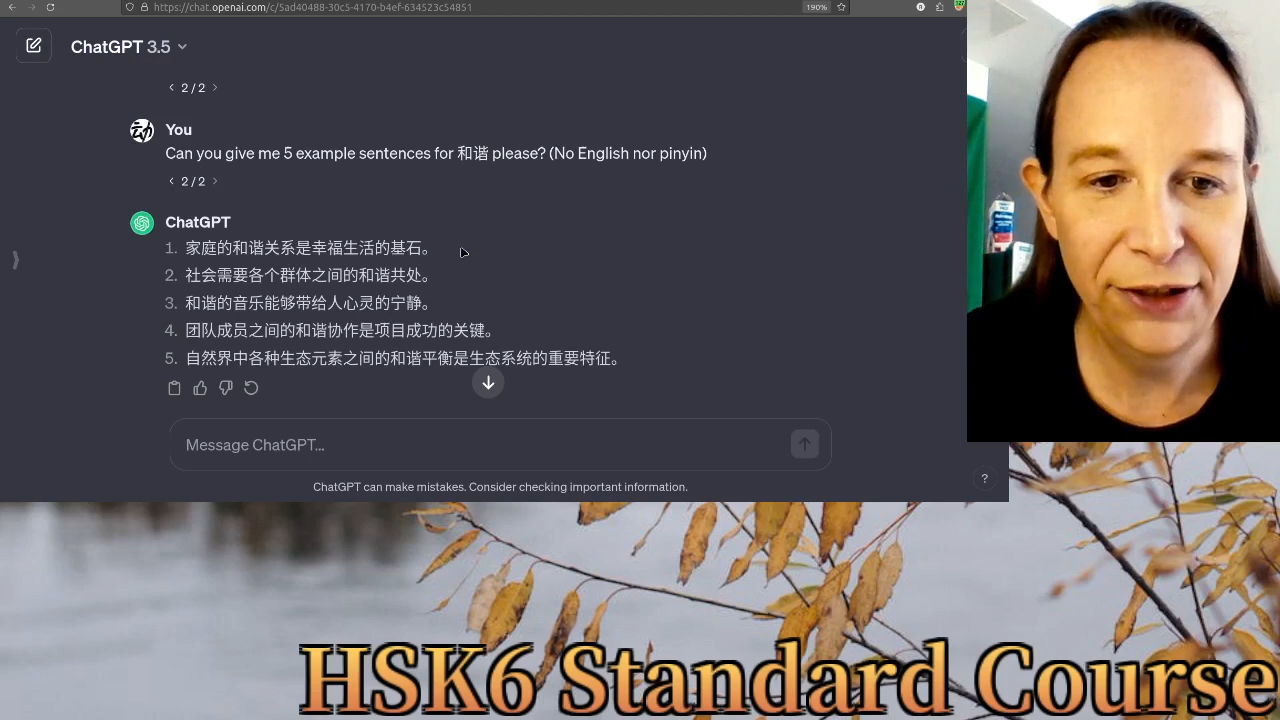 https://chat.openai.com/c/5ad40488-30c5-4170-b4ef-634523c54851
190%
ChatGPT 3.5
2 / 2
You
Can you give me 5 example sentences for 和谐 please? (No English nor pinyin)
2 / 2
ChatGPT
1. 家庭的和谐关系是幸福生活的基石。
2. 社会需要各个群体之间的和谐共处。
3. 和谐的音乐能够带给人心灵的宁静。
4. 团队成员之间的和谐协作是项目成功的关键。
5. 自然界中各种生态元素之间的和谐平衡是生态系统的重要特征。
Message ChatGPT…
ChatGPT can make mistakes. Consider checking important information.
?
HSK6 Standard Course